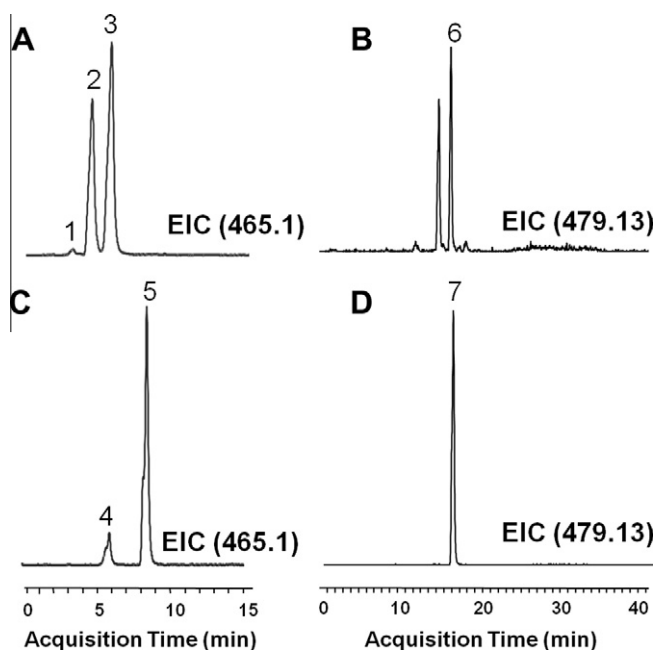 A
1
2
3
EIC (465.1)
B
6
EIC (479.13)
C
4
5
EIC (465.1)
D
7
EIC (479.13)
0 5 10 15
Acquisition Time (min)
0 10 20 30 40
Acquisition Time (min)